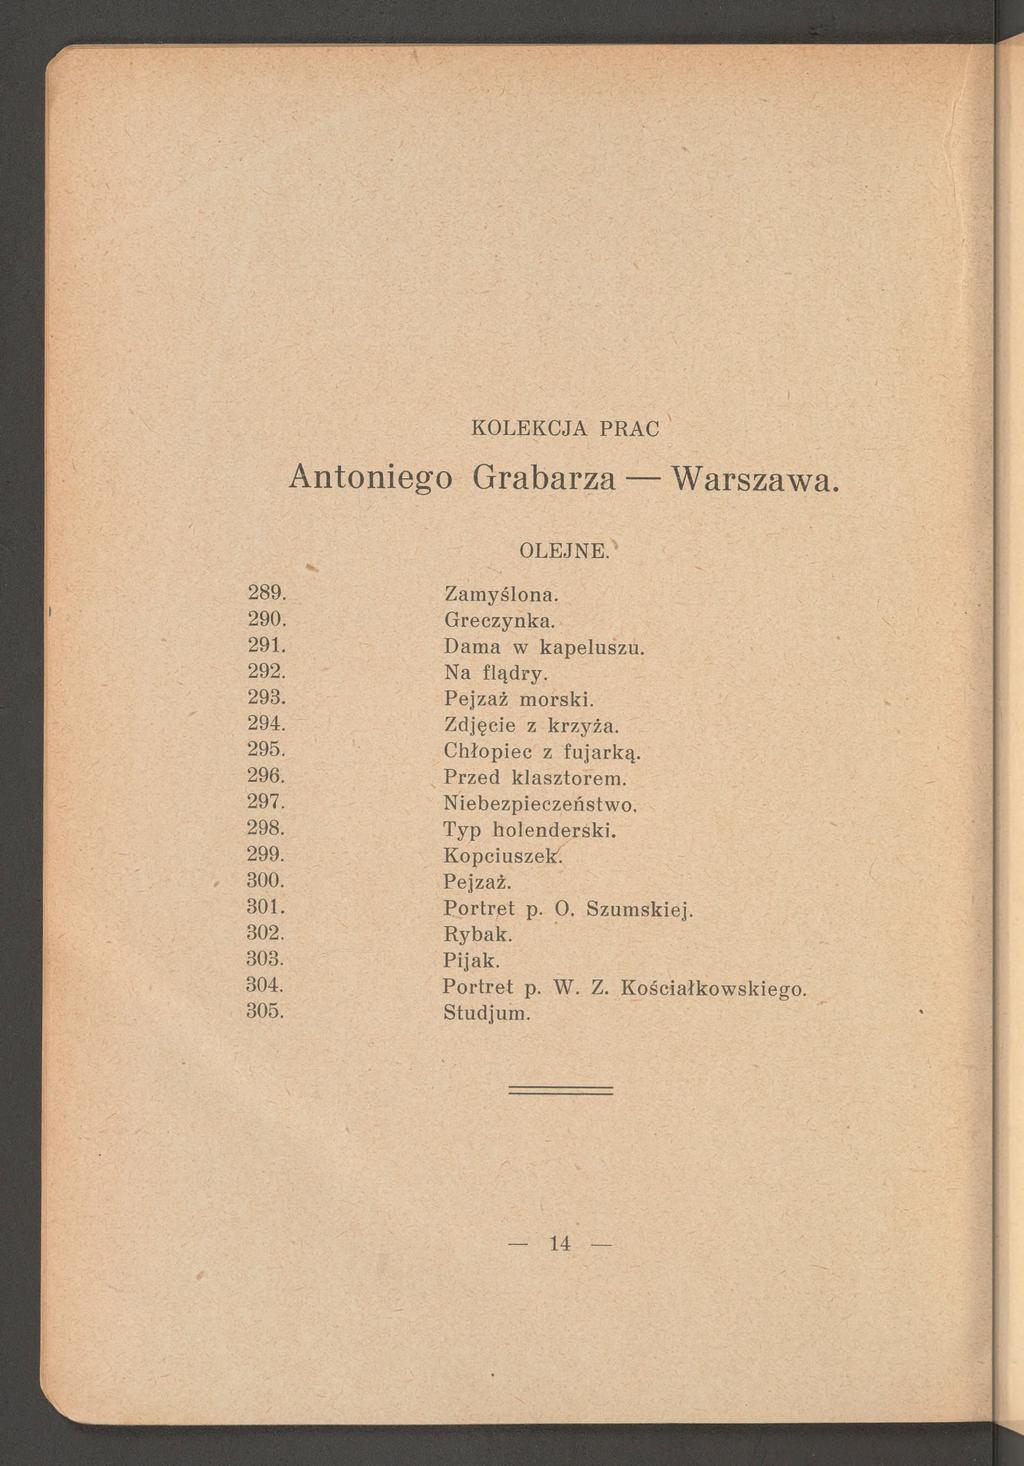 KOLEKCJA PRAC
Antoniego Grabarza — Warszawa.
OLEJNE.
289. Zamyślona.
290. Greczynka.
291. Dama w kapeluszu.
292. Na flądry.
293. Pejzaż morski.
294. Zdjęcie z krzyża.
295. Chłopiec z fujarką.
296. Przed klasztorem.
297. Niebezpieczeństwo.
298. Typ holenderski.
299. Kopciuszek.
300. Pejzaż.
301. Portret p. O. Szumskiej.
302. Rybak.
303. Pijak.
304. Portret p. W. Z. Kościałkowskiego.
305. Studjum.
— 14 —